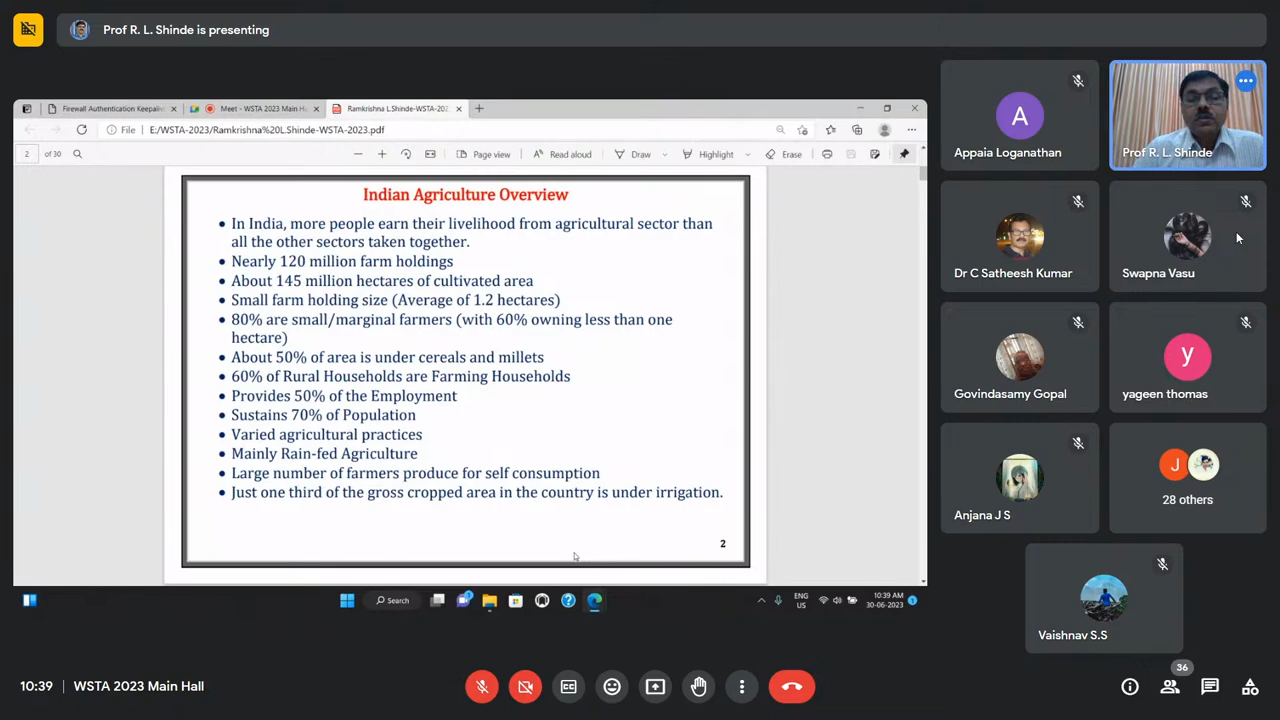 Prof R. L. Shinde is presenting
Firewall Authentication Keepaliv
Meet - WSTA 2023 Main H
Ramkrishna L.Shinde-WSTA-202
File
E:/WSTA-2023/Ramkrishna%20L.Shinde-WSTA-2023.pdf
2
of 30
Page view
Read aloud
Draw
Highlight
Erase
Indian Agriculture Overview
• In India, more people earn their livelihood from agricultural sector than
all the other sectors taken together.
• Nearly 120 million farm holdings
• About 145 million hectares of cultivated area
• Small farm holding size (Average of 1.2 hectares)
• 80% are small/marginal farmers (with 60% owning less than one
hectare)
• About 50% of area is under cereals and millets
• 60% of Rural Households are Farming Households
• Provides 50% of the Employment
• Sustains 70% of Population
• Varied agricultural practices
• Mainly Rain-fed Agriculture
• Large number of farmers produce for self consumption
• Just one third of the gross cropped area in the country is under irrigation.
2
Search
ENG
US
10:39 AM
30-06-2023
A
Appaia Loganathan
Prof R. L. Shinde
Dr C Satheesh Kumar
Swapna Vasu
Govindasamy Gopal
y
yageen thomas
Anjana J S
J
28 others
Vaishnav S.S
10:39
WSTA 2023 Main Hall
36